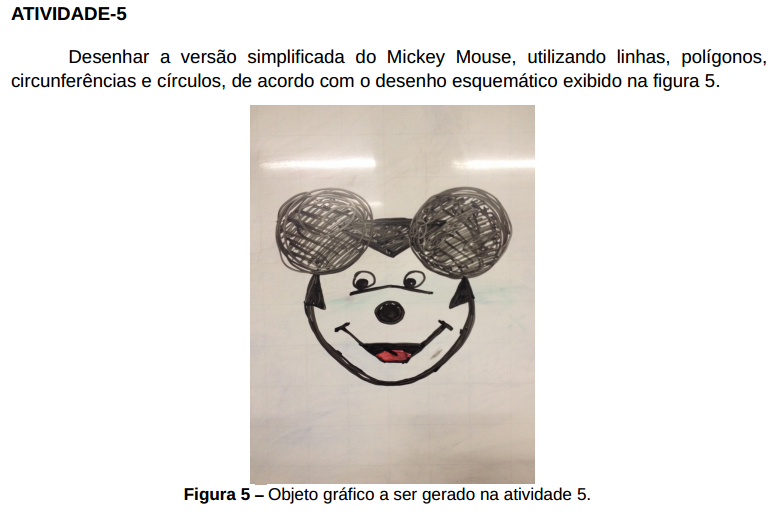 ATIVIDADE-5
Desenhar a versão simplificada do Mickey Mouse, utilizando linhas, polígonos,
circunferências e círculos, de acordo com o desenho esquemático exibido na figura 5.
Figura 5 – Objeto gráfico a ser gerado na atividade 5.